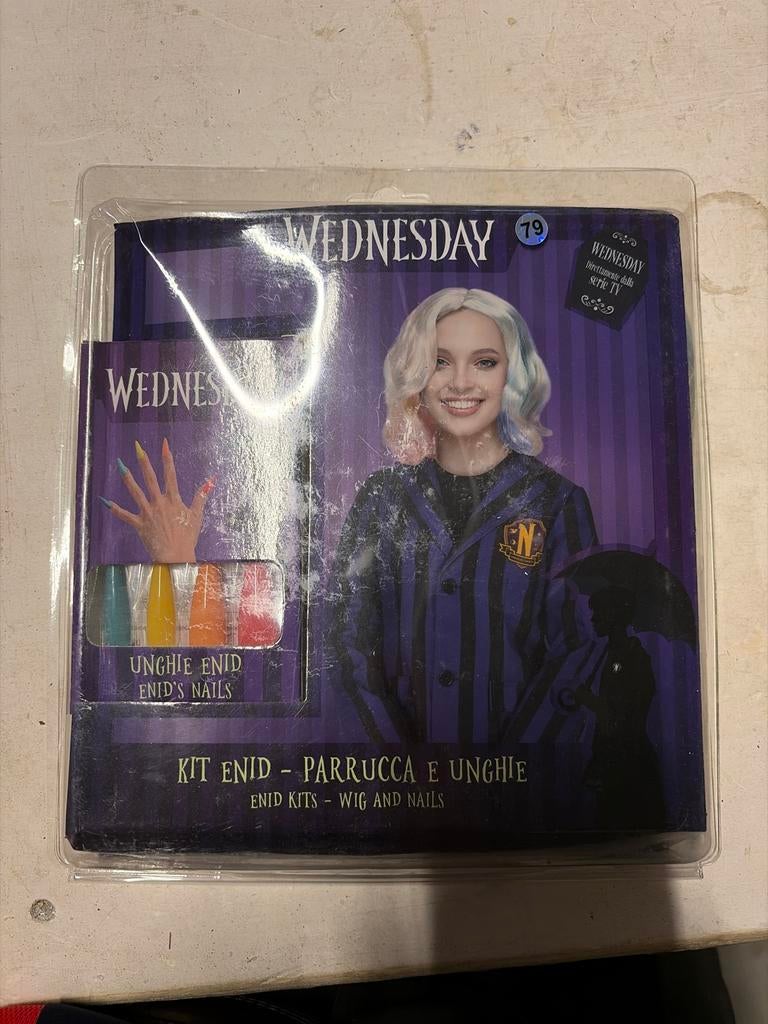 WEDNESDAY
79
WEDNESDAY
Direttamente dalla
serie TV
WEDNES
N
UNGHIE ENID
ENID'S NAILS
KIT ENID - PARRUCCA E UNGHIE
ENID KITS - WIG AND NAILS